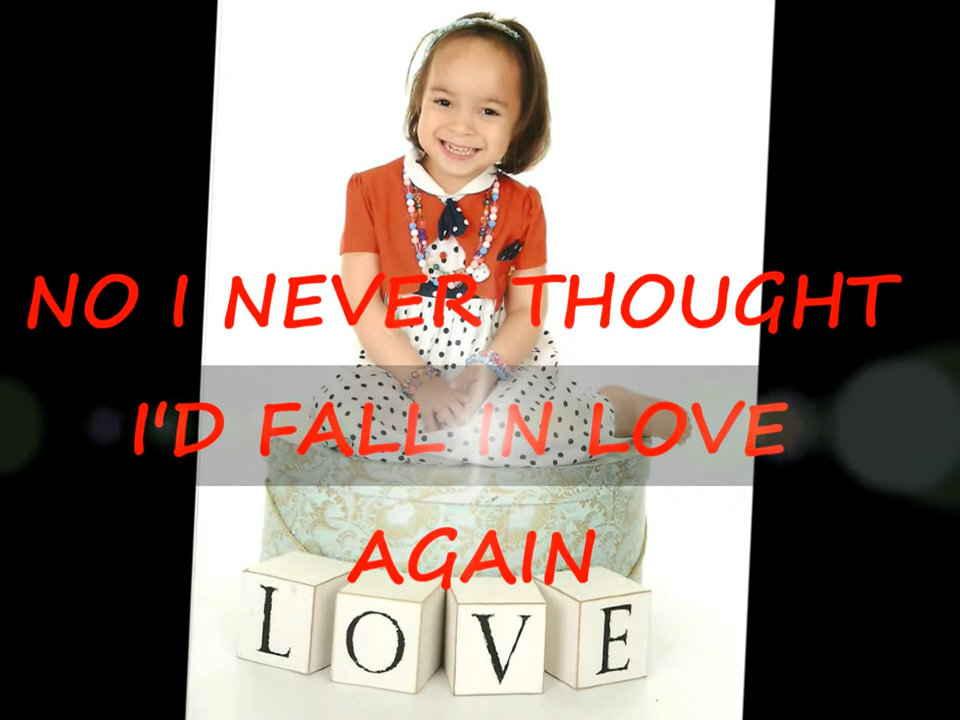 NO I NEVER THOUGHT
I'D FALL IN LOVE
AGAIN
LOVE